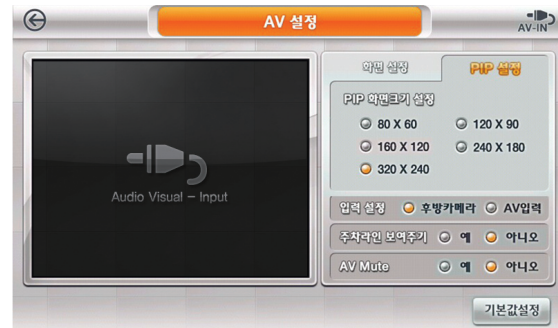 AV 설정
AV-IN
화면 설정
PIP 설정
PIP 화면크기 설정
80 X 60
120 X 90
160 X 120
240 X 180
320 X 240
Audio Visual – Input
입력 설정 후방카메라 AV입력
주차라인 보여주기 예 아니오
AV Mute 예 아니오
기본값설정